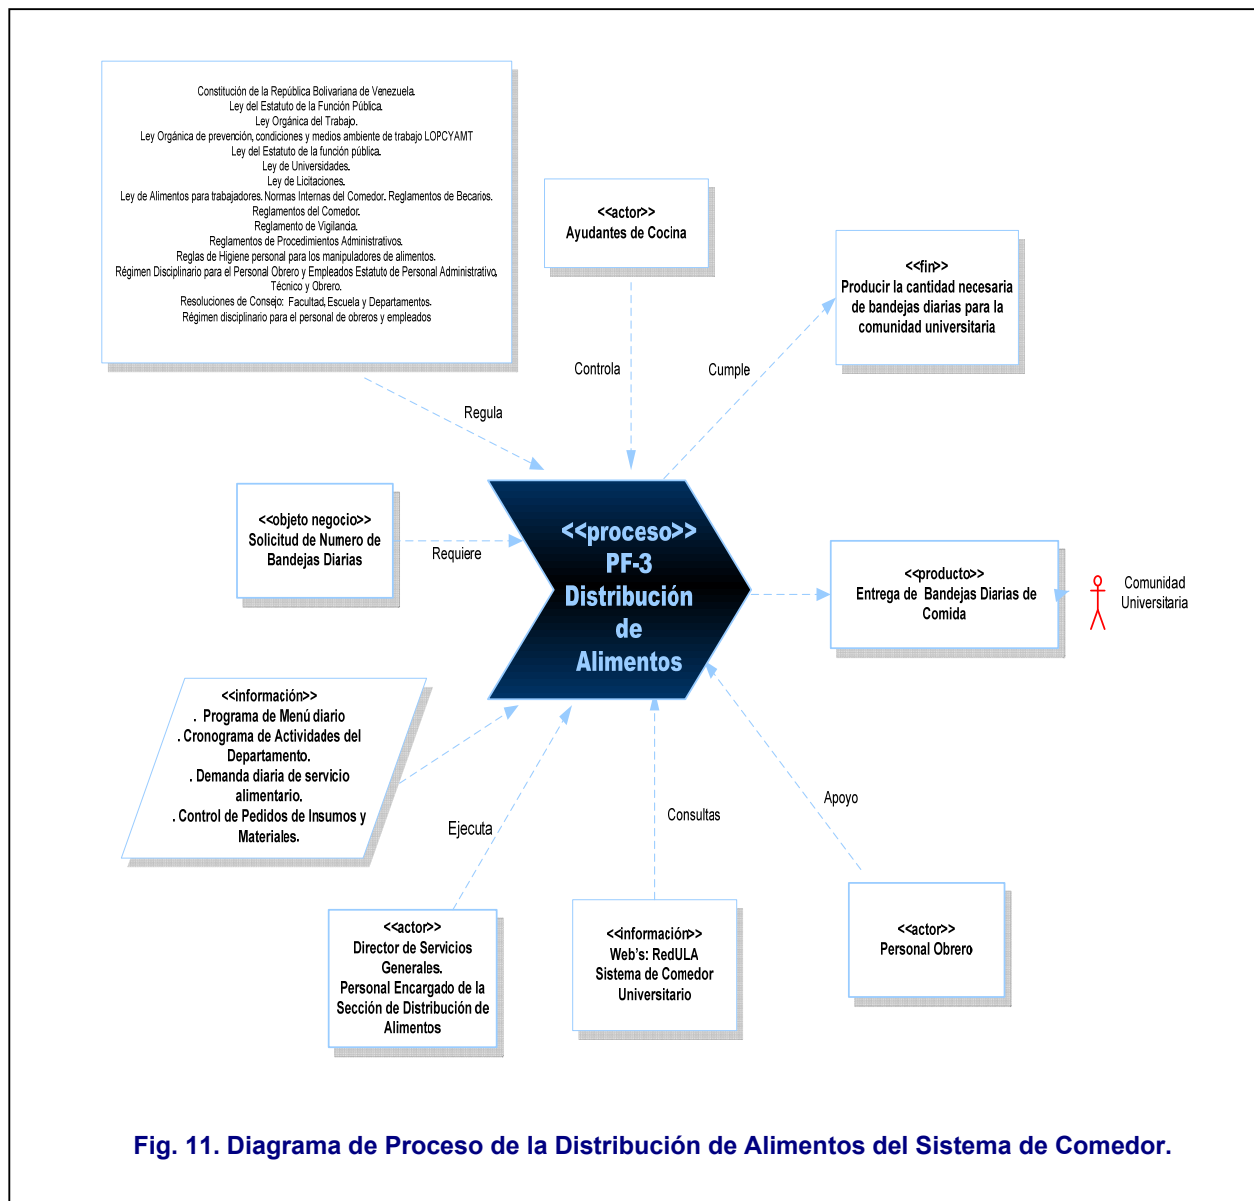 Constitución de la República Bolivariana de Venezuela.
Ley del Estatuto de la Función Pública.
Ley Orgánica del Trabajo.
Ley Orgánica de prevención, condiciones y medios ambiente de trabajo LOPCYAMT
Ley del Estatuto de la función pública.
Ley de Universidades.
Ley de Licitaciones.
Ley de Alimentos para trabajadores. Normas Internas del Comedor. Reglamentos de Becarios.
Reglamentos del Comedor.
Reglamento de Vigilancia.
Reglamentos de Procedimientos Administrativos.
Reglas de Higiene personal para los manipuladores de alimentos.
Régimen Disciplinario para el Personal Obrero y Empleados Estatuto de Personal Administrativo,
Técnico y Obrero.
Resoluciones de Consejo: Facultad, Escuela y Departamentos.
Régimen disciplinario para el personal de obreros y empleados
<<actor>>
Ayudantes de Cocina
<<fin>>
Producir la cantidad necesaria
de bandejas diarias para la
comunidad universitaria
Controla
Cumple
Regula
<<objeto negocio>>
Solicitud de Numero de
Bandejas Diarias
Requiere
<<proceso>>
PF-3
Distribución
de
Alimentos
<<producto>>
Entrega de Bandejas Diarias de
Comida
Comunidad
Universitaria
<<información>>
. Programa de Menú diario
. Cronograma de Actividades del
Departamento.
. Demanda diaria de servicio
alimentario.
. Control de Pedidos de Insumos y
Materiales.
Ejecuta
Consultas
Apoyo
<<actor>>
Director de Servicios
Generales.
Personal Encargado de la
Sección de Distribución de
Alimentos
<<información>>
Web's: RedULA
Sistema de Comedor
Universitario
<<actor>>
Personal Obrero
Fig. 11. Diagrama de Proceso de la Distribución de Alimentos del Sistema de Comedor.